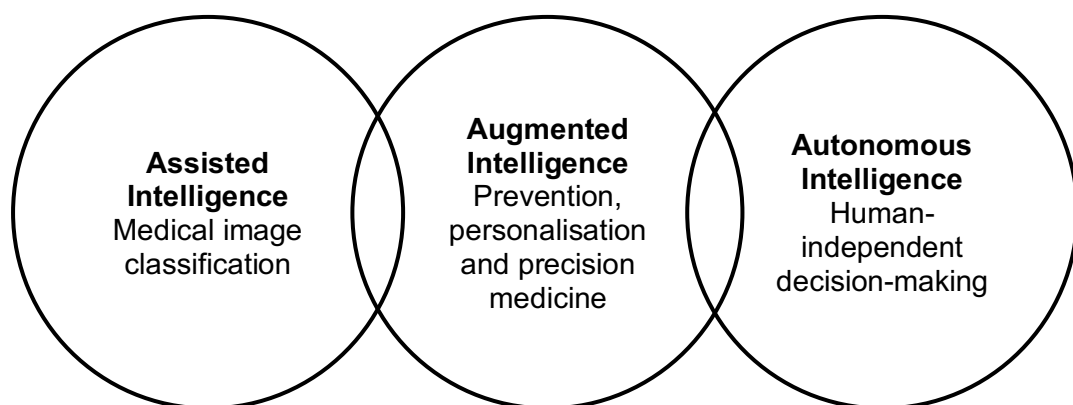 Assisted
Intelligence
Medical image
classification
Augmented
Intelligence
Prevention,
personalisation
and precision
medicine
Autonomous
Intelligence
Human-
independent
decision-making